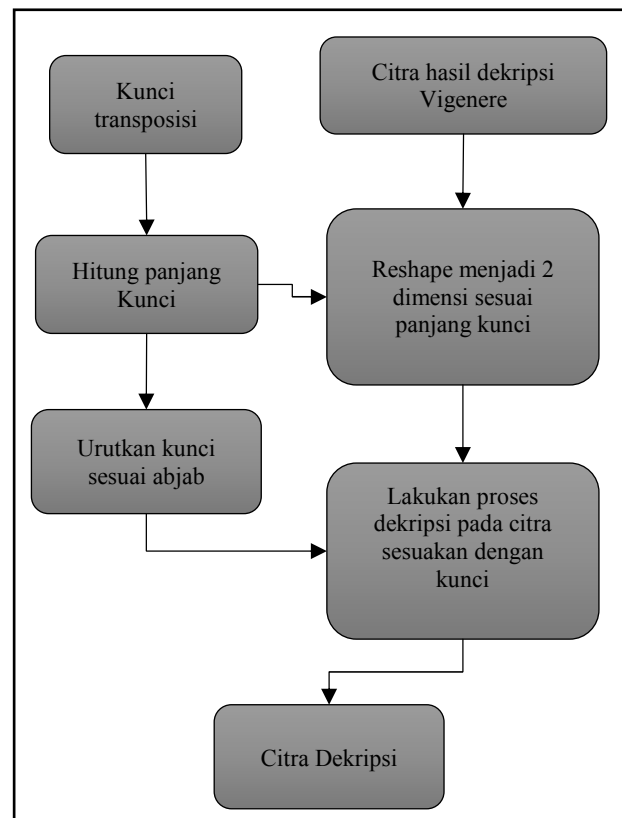 Kunci
transposisi
Citra hasil dekripsi
Vigenere
Hitung panjang
Kunci
Reshape menjadi 2
dimensi sesuai
panjang kunci
Urutkan kunci
sesuai abjab
Lakukan proses
dekripsi pada citra
sesuakan dengan
kunci
Citra Dekripsi